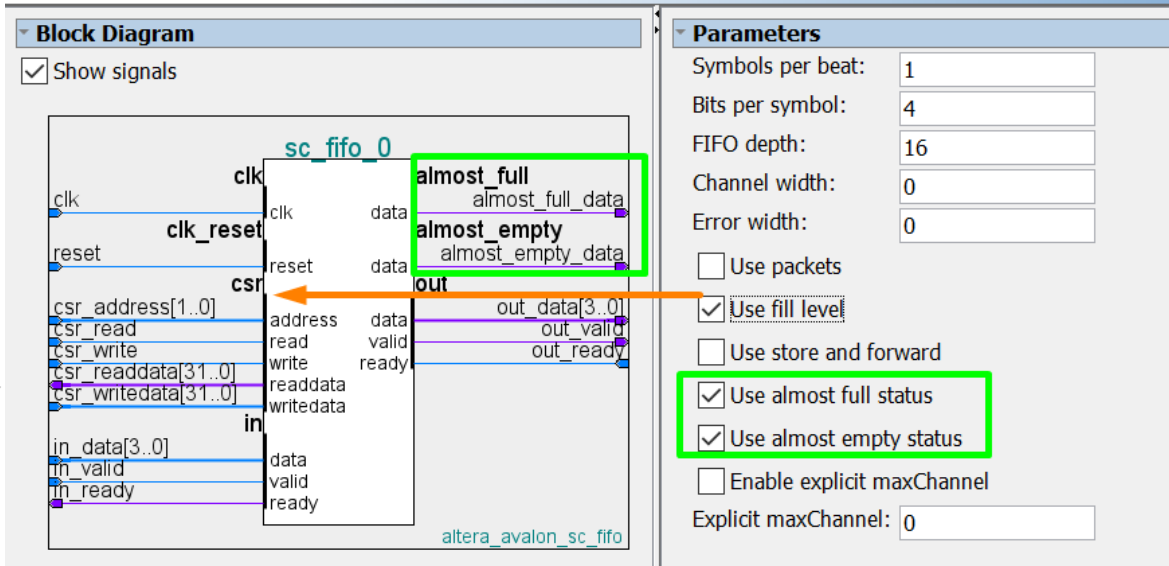 Block Diagram
Show signals
sc_fifo_0
clk
almost_full
clk
almost_full_data
clk
data
clk_reset
almost_empty
reset
almost_empty_data
reset
data
csr
out
csr_address[1..0]
out_data[3..0]
address
data
csr_read
out_valid
read
valid
csr_write
out_ready
write
ready
csr_readdata[31..0]
readdata
csr_writedata[31..0]
writedata
in
in_data[3..0]
data
in_valid
valid
in_ready
ready
altera_avalon_sc_fifo
Parameters
Symbols per beat: 1
Bits per symbol: 4
FIFO depth: 16
Channel width: 0
Error width: 0
Use packets
Use fill level
Use store and forward
Use almost full status
Use almost empty status
Enable explicit maxChannel
Explicit maxChannel: 0